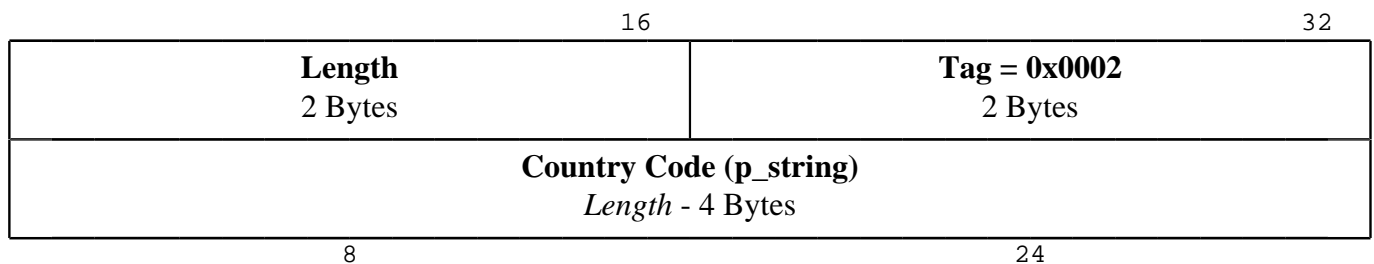 16 32
Length Tag = 0x0002
2 Bytes 2 Bytes
Country Code (p_string)
Length - 4 Bytes
8 24